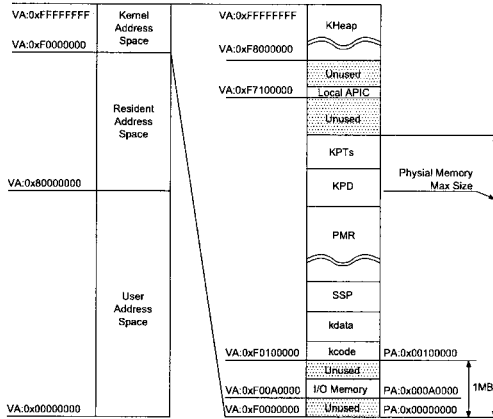 VA:0xFFFFFFFF
Kernel
Address
Space
VA:0xF0000000
Resident
Address
Space
VA:0x80000000
User
Address
Space
VA:0x00000000
VA:0xFFFFFFFF
KHeap
VA:0xF8000000
Unused
VA:0xF7100000
Local APIC
Unused
KPTs
Physial Memory
Max Size
KPD
PMR
SSP
kdata
VA:0xF0100000
kcode
PA:0x00100000
Unused
1MB
VA:0xF00A0000
I/O Memory
PA:0x000A0000
VA:0xF0000000
Unused
PA:0x00000000